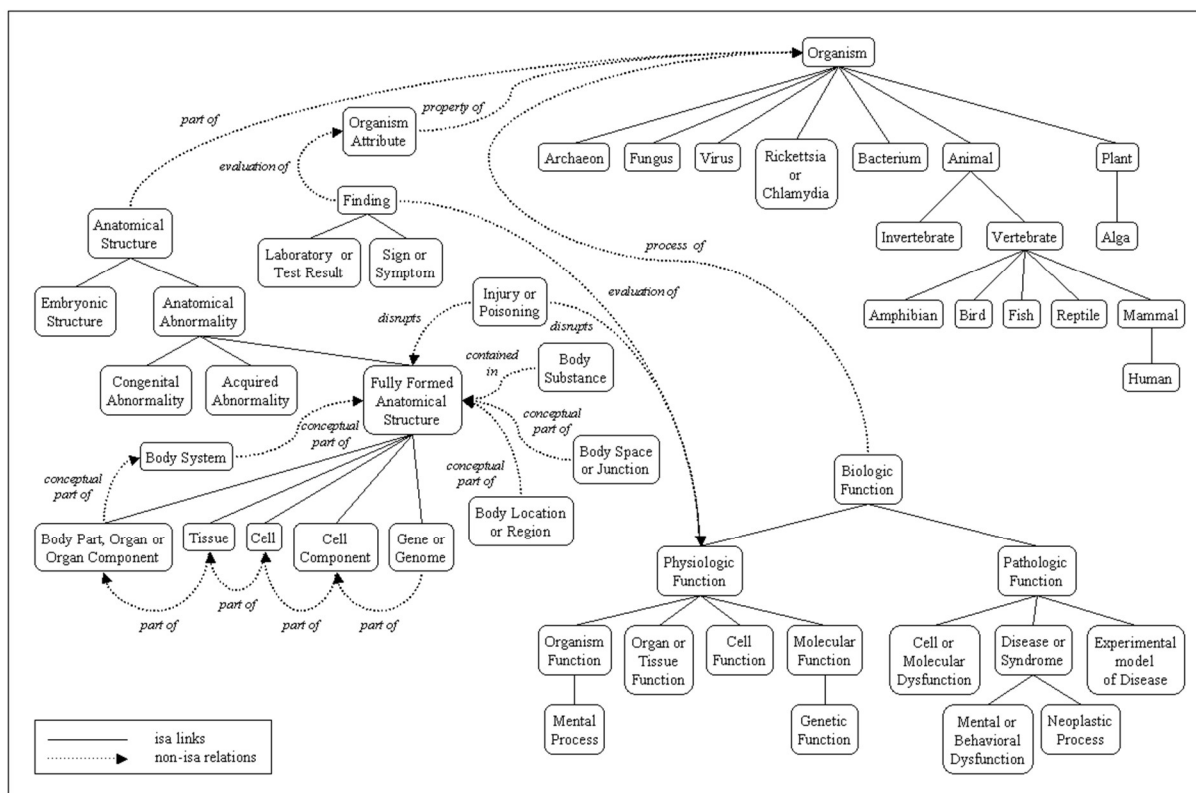 Organism
part of
property of
Organism
Attribute
Archaeon
Fungus
Virus
Rickettsia
or
Chlamydia
Bacterium
Animal
Plant
evaluation of
Finding
Anatomical
Structure
Laboratory or
Test Result
Sign or
Symptom
Invertebrate
Vertebrate
Alga
process of
Embryonic
Structure
Anatomical
Abnormality
Injury or
Poisoning
evaluation of
Amphibian
Bird
Fish
Reptile
Mammal
disrupts
disrupts
Human
Congenital
Abnormality
Acquired
Abnormality
Fully Formed
Anatomical
Structure
contained
in
Body
Substance
conceptual
part of
conceptual
part of
Body System
Body Space
or Junction
conceptual
part of
conceptual
part of
Body Location
or Region
Biologic
Function
Body Part, Organ or
Organ Component
Tissue
Cell
Cell
Component
Gene or
Genome
part of
part of
part of
part of
Physiologic
Function
Pathologic
Function
Organism
Function
Organ or
Tissue
Function
Cell
Function
Molecular
Function
Cell or
Molecular
Dysfunction
Disease or
Syndrome
Experimental
model
of Disease
Mental
Process
Genetic
Function
Mental or
Behavioral
Dysfunction
Neoplastic
Process
isa links
non-isa relations